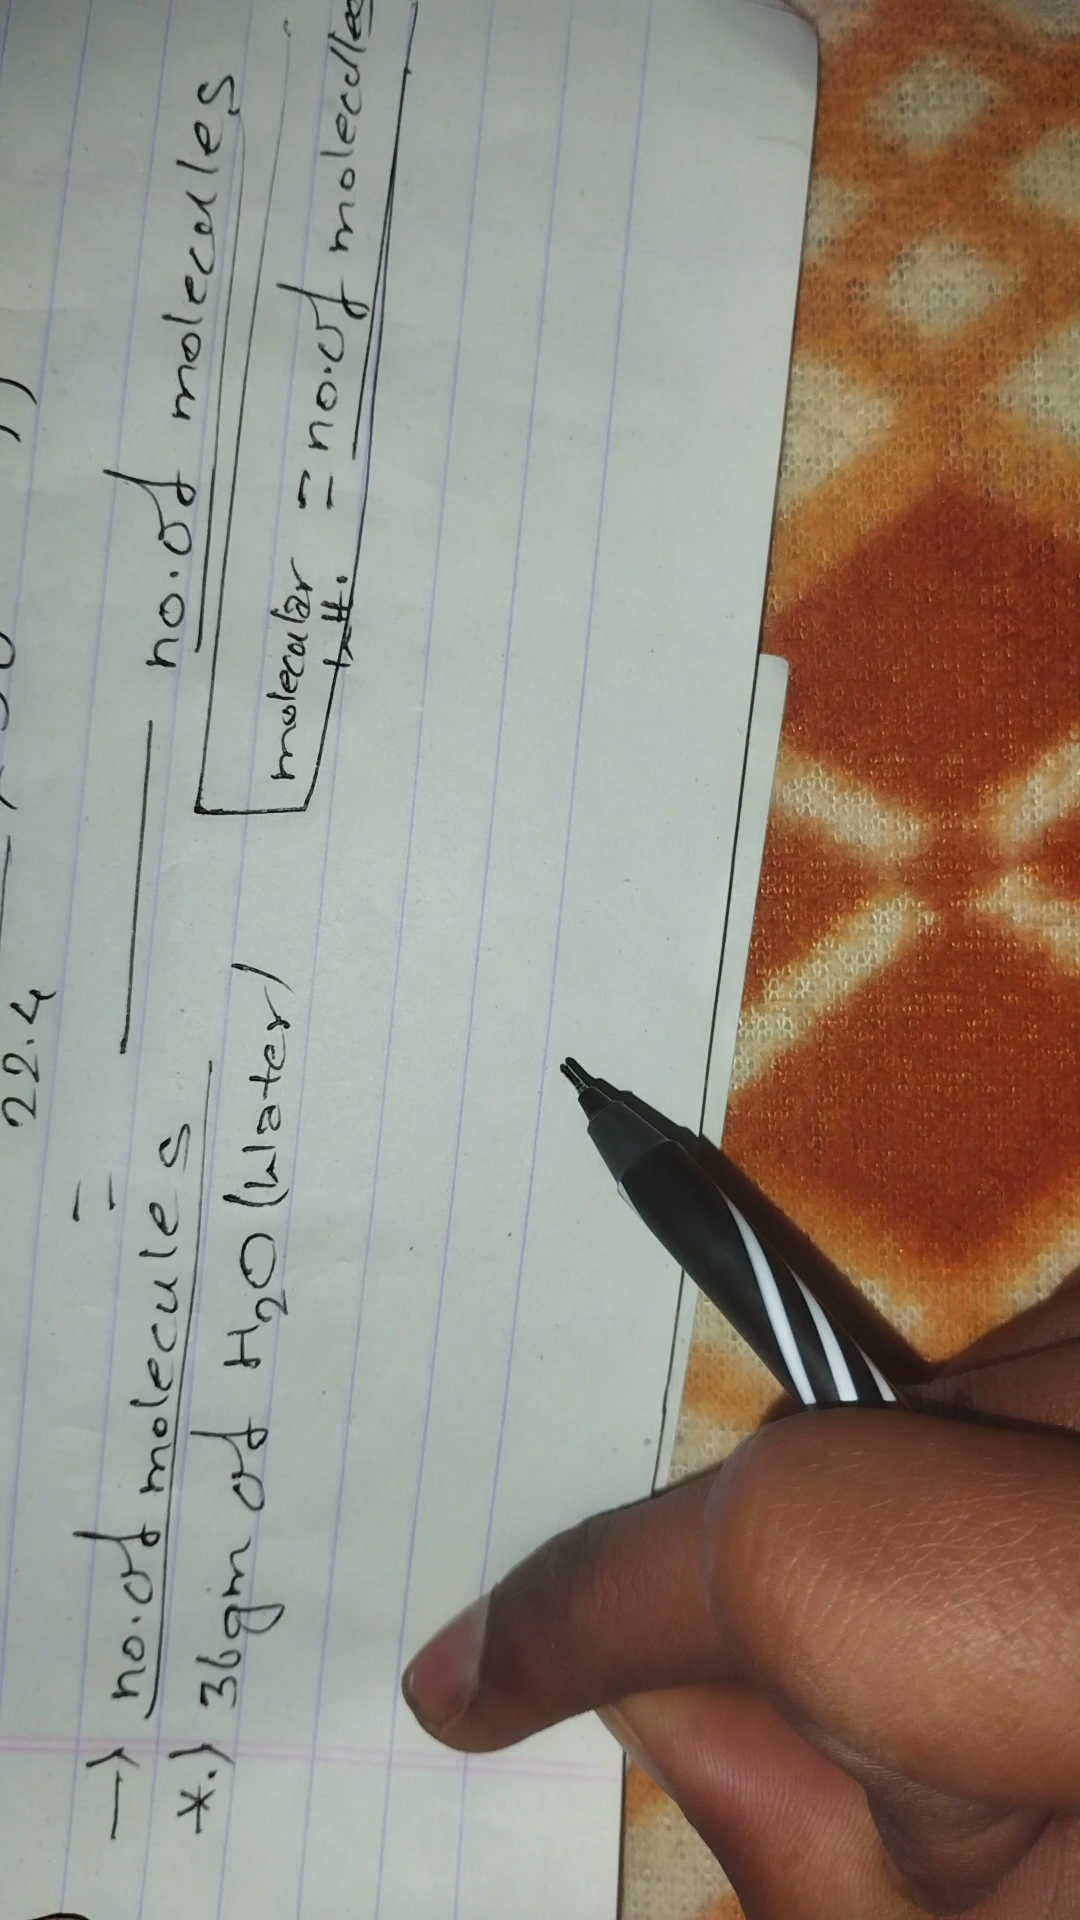 22.4
=
→ no.of molecules —— no.of molecules
*.) 36gm of H₂O (water)
molecular wt. = no.of molecules